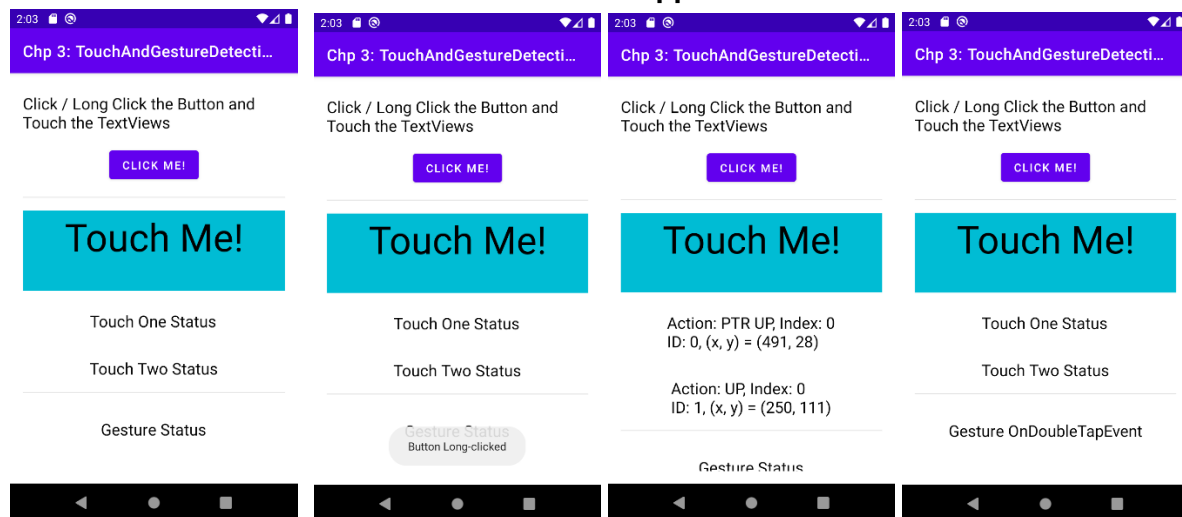 pp
2:03
Chp 3: TouchAndGestureDetecti...
Click / Long Click the Button and
Touch the TextViews
CLICK ME!
Touch Me!
Touch One Status
Touch Two Status
Gesture Status
2:03
Chp 3: TouchAndGestureDetecti...
Click / Long Click the Button and
Touch the TextViews
CLICK ME!
Touch Me!
Touch One Status
Touch Two Status
Gesture Status
Button Long-clicked
2:03
Chp 3: TouchAndGestureDetecti...
Click / Long Click the Button and
Touch the TextViews
CLICK ME!
Touch Me!
Action: PTR UP, Index: 0
ID: 0, (x, y) = (491, 28)
Action: UP, Index: 0
ID: 1, (x, y) = (250, 111)
Gesture Status
2:03
Chp 3: TouchAndGestureDetecti...
Click / Long Click the Button and
Touch the TextViews
CLICK ME!
Touch Me!
Touch One Status
Touch Two Status
Gesture OnDoubleTapEvent